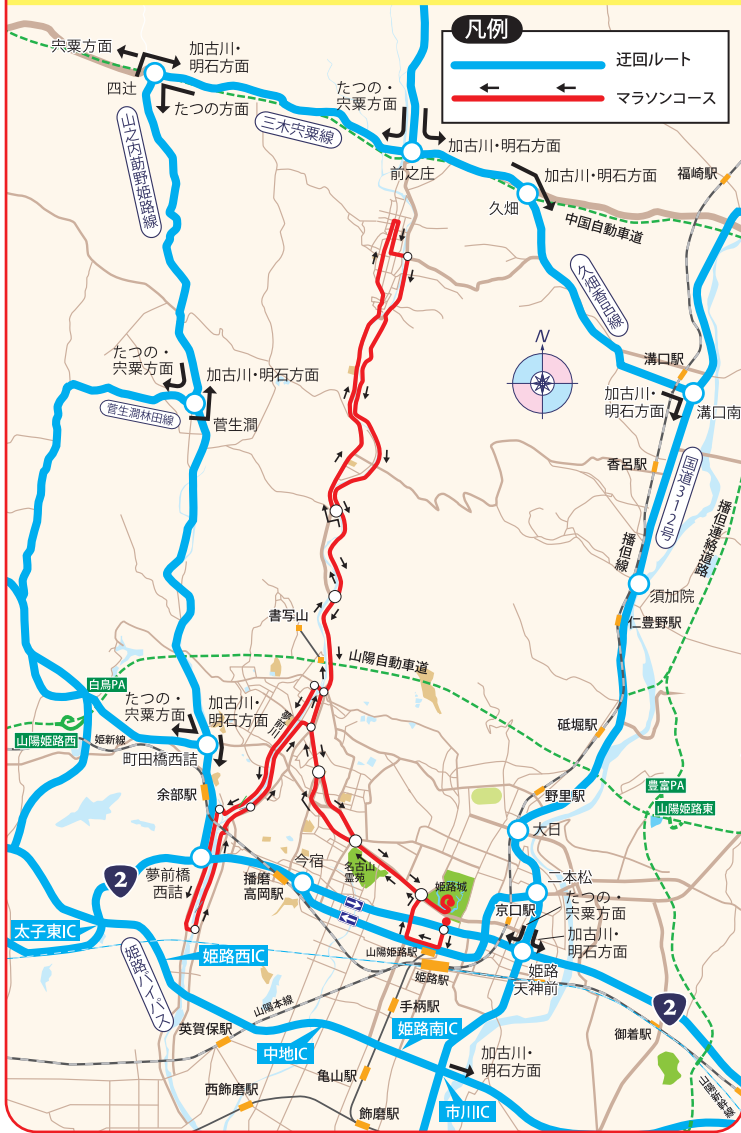 凡例
迂回ルート
マラソンコース
宍粟方面
加古川・
明石方面
四辻
たつの方面
山之内莇野姫路線
三木宍粟線
たつの・
宍粟方面
加古川・明石方面
前之庄
加古川・明石方面
久畑
福崎駅
中国自動車道
久畑香呂線
N
溝口駅
加古川・
明石方面
溝口南
たつの・
宍粟方面
加古川・明石方面
菅生澗林田線
菅生澗
香呂駅
国道312号
播但連絡道路
播但線
須加院
仁豊野駅
書写山
山陽自動車道
白鳥PA
たつの・
宍粟方面
加古川・
明石方面
夢前川
山陽姫路西
姫新線
町田橋西詰
砥堀駅
余部駅
野里駅
豊富PA
山陽姫路東
大日
2
夢前橋
西詰
播磨
高岡駅
今宿
名古山
霊苑
姫路城
二本松
京口駅
たつの・
宍粟方面
加古川・
明石方面
太子東IC
姫路バイパス
姫路西IC
山陽姫路駅
姫路駅
姫路
天神前
山陽本線
手柄駅
2
英賀保駅
中地IC
姫路南IC
御着駅
亀山駅
加古川・
明石方面
山陽新幹線
西飾磨駅
飾磨駅
市川IC